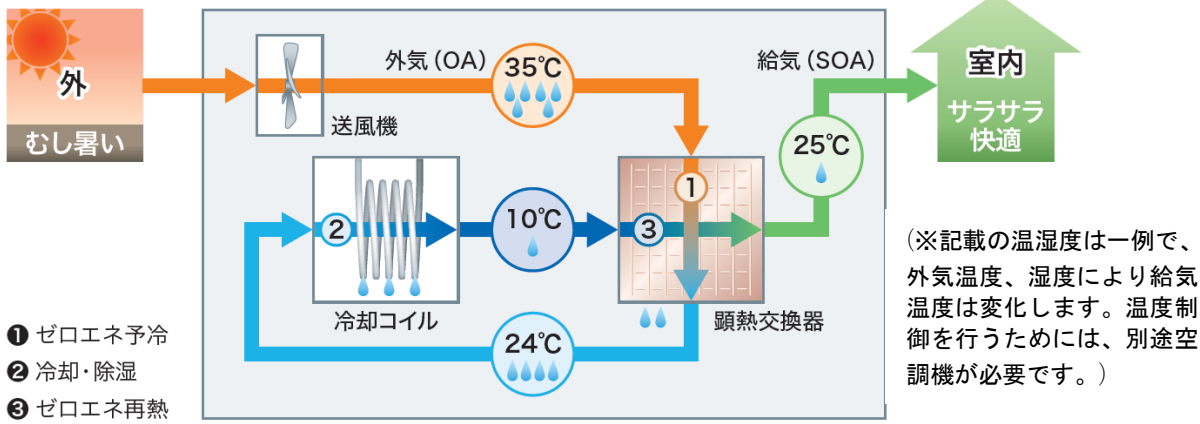 外
むし暑い
送風機
外気（OA）
35℃
給気（SOA）
室内
サラサラ
快適
25℃
①
②
10℃
③
冷却コイル
顕熱交換器
24℃
❶ ゼロエネ予冷
❷ 冷却・除湿
❸ ゼロエネ再熱
（※記載の温湿度は一例で、
外気温度、湿度により給気
温度は変化します。温度制
御を行うためには、別途空
調機が必要です。）